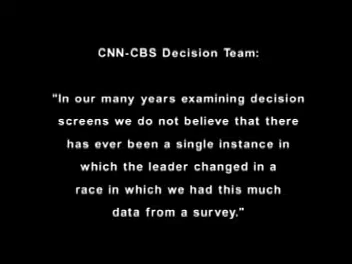 CNN-CBS Decision Team:
"In our many years examining decision
screens we do not believe that there
has ever been a single instance in
which the leader changed in a
race in which we had this much
data from a survey."